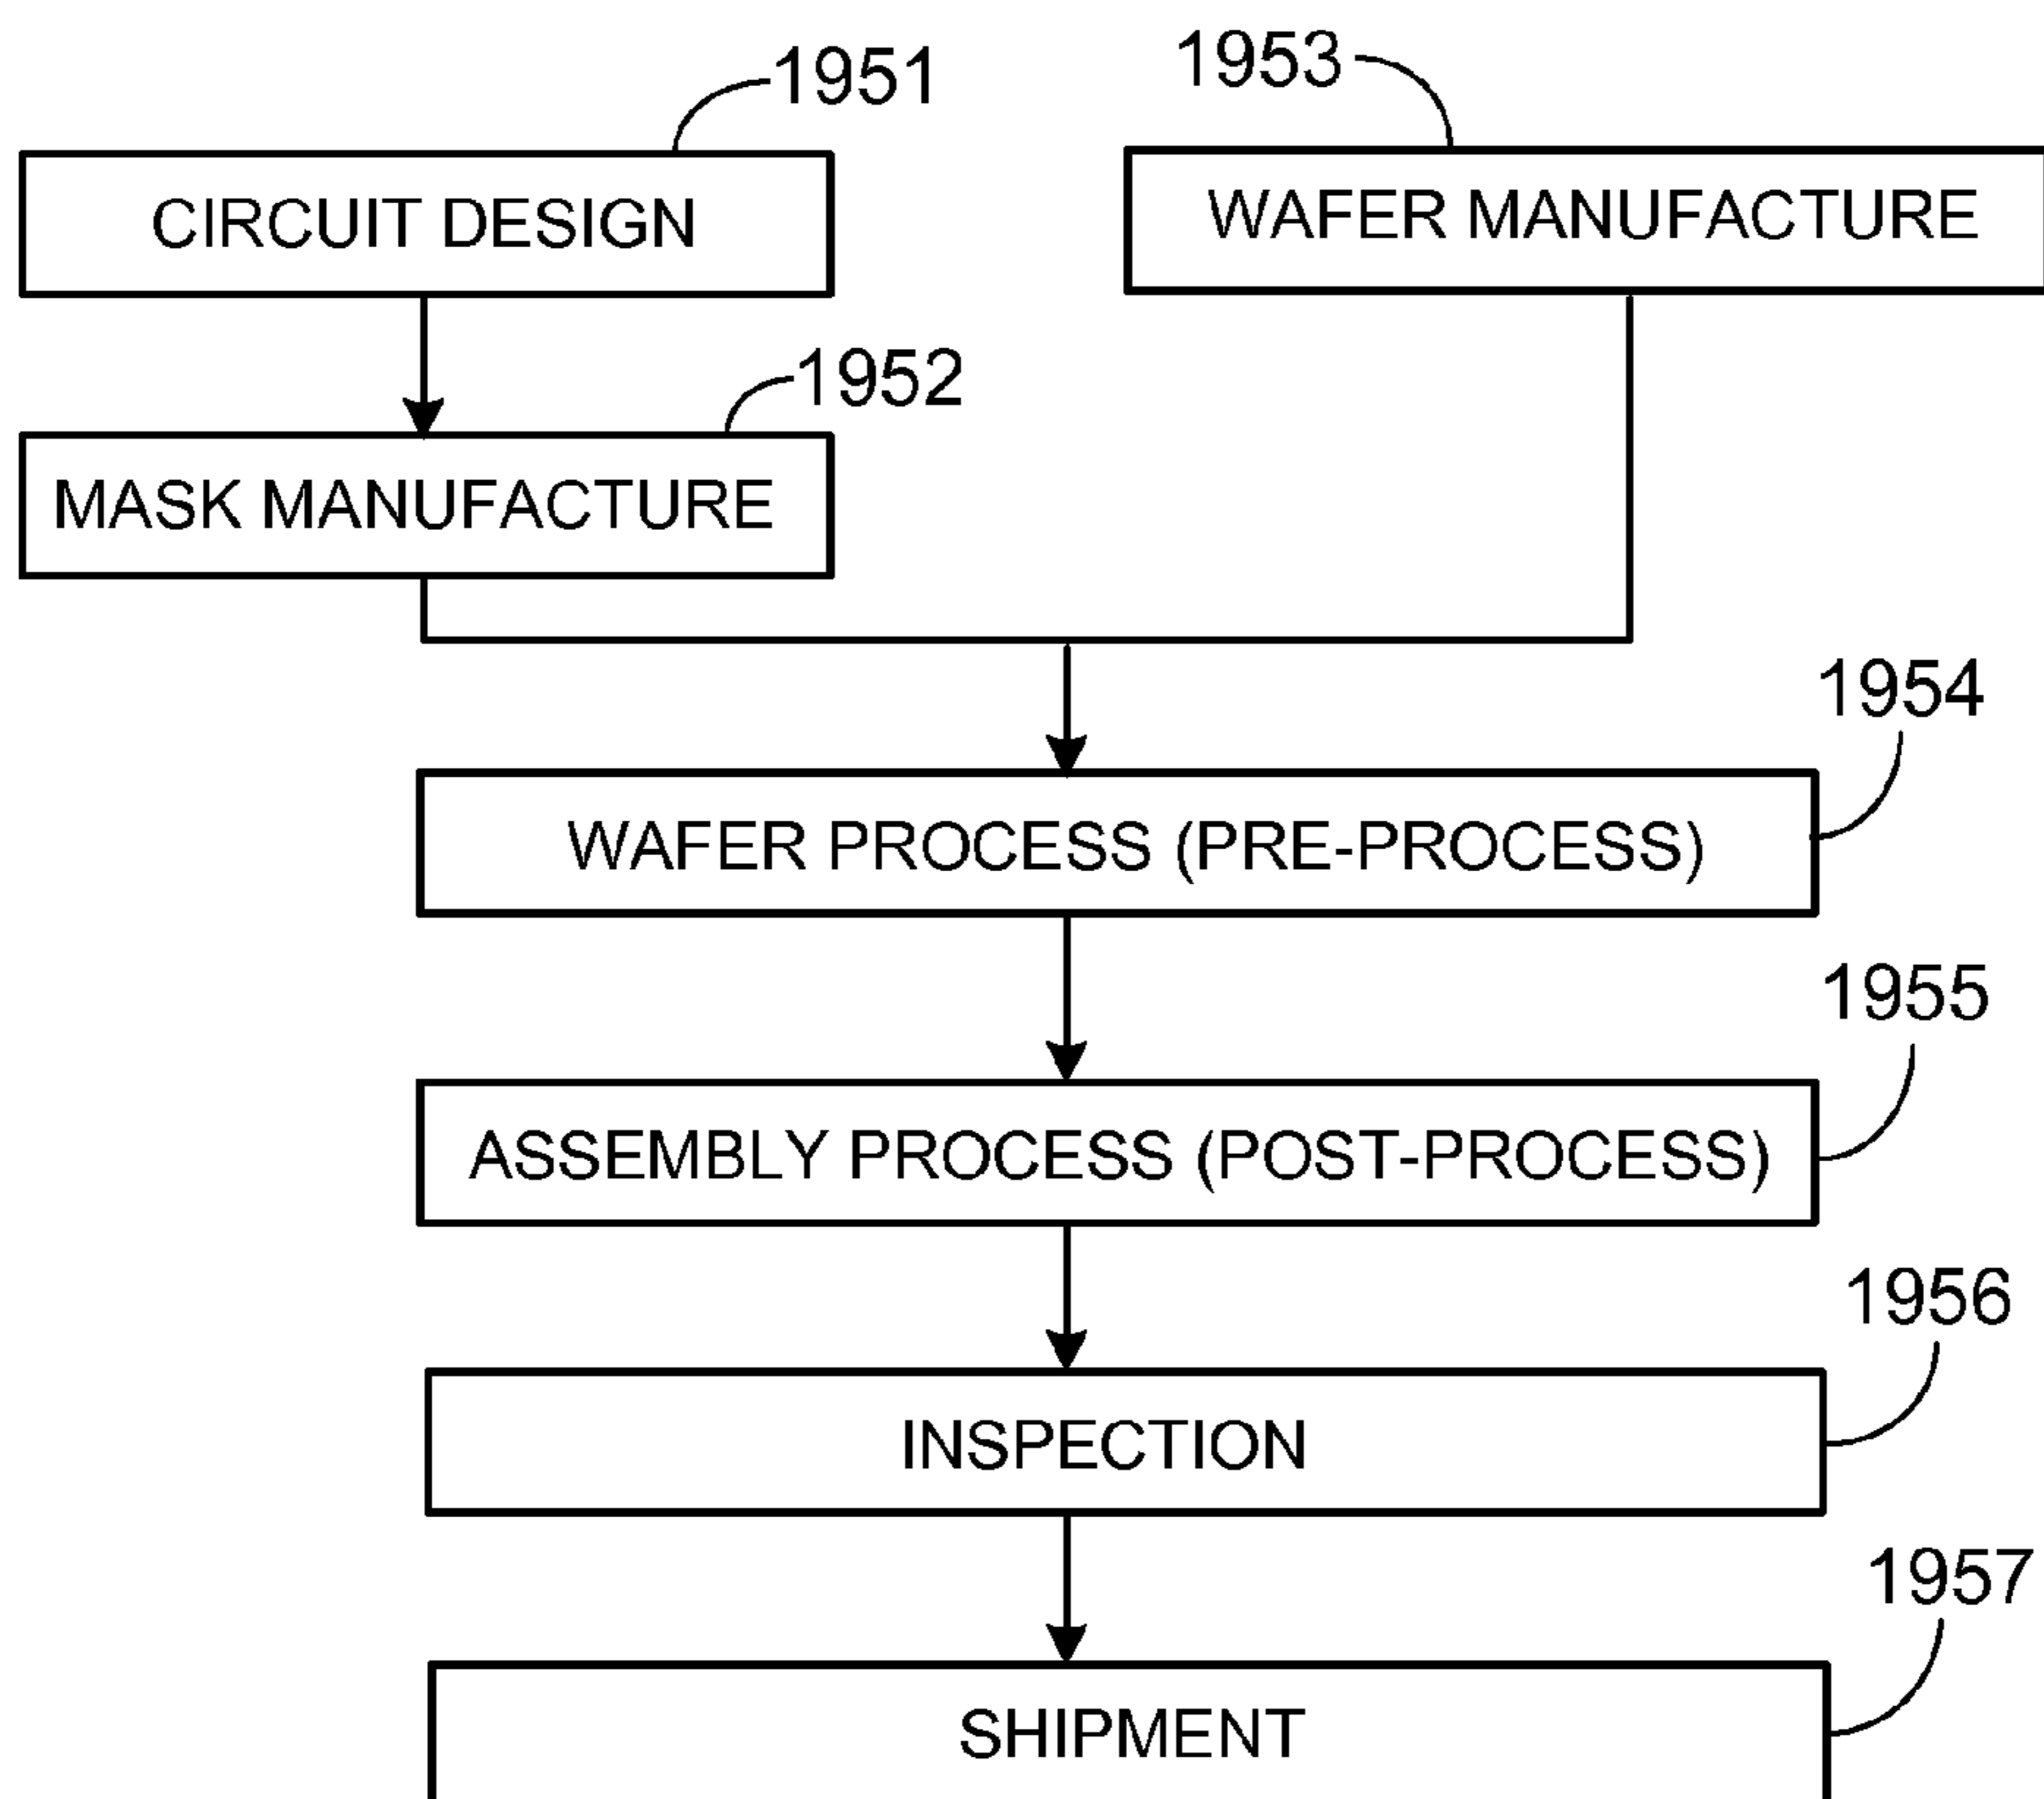 1951
CIRCUIT DESIGN
1953
WAFER MANUFACTURE
1952
MASK MANUFACTURE
1954
WAFER PROCESS (PRE-PROCESS)
1955
ASSEMBLY PROCESS (POST-PROCESS)
1956
INSPECTION
1957
SHIPMENT